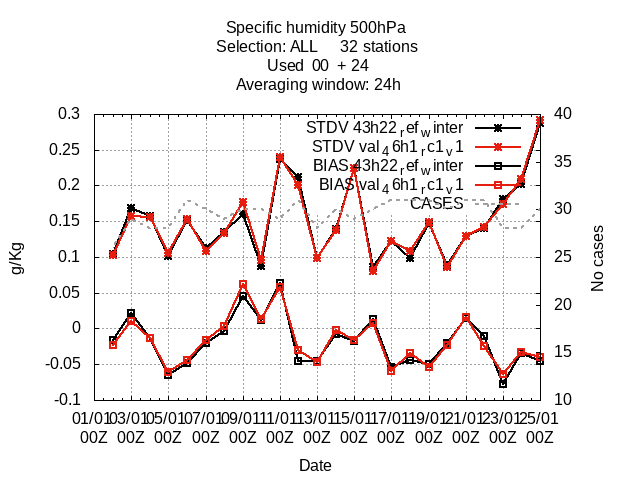 Specific humidity 500hPa
Selection: ALL 32 stations
Used 00 + 24
Averaging window: 24h
0.3
0.25
0.2
0.15
0.1
0.05
0
-0.05
-0.1
g/Kg
40
35
30
25
20
15
10
No cases
STDV 43h22ref_winter
STDV val_46h1_rc1_v1
BIAS 43h22ref_winter
BIAS val_46h1_rc1_v1
CASES
01/01 03/01 05/01 07/01 09/01 11/01 13/01 15/01 17/01 19/01 21/01 23/01 25/01
00Z 00Z 00Z 00Z 00Z 00Z 00Z 00Z 00Z 00Z 00Z 00Z 00Z
Date